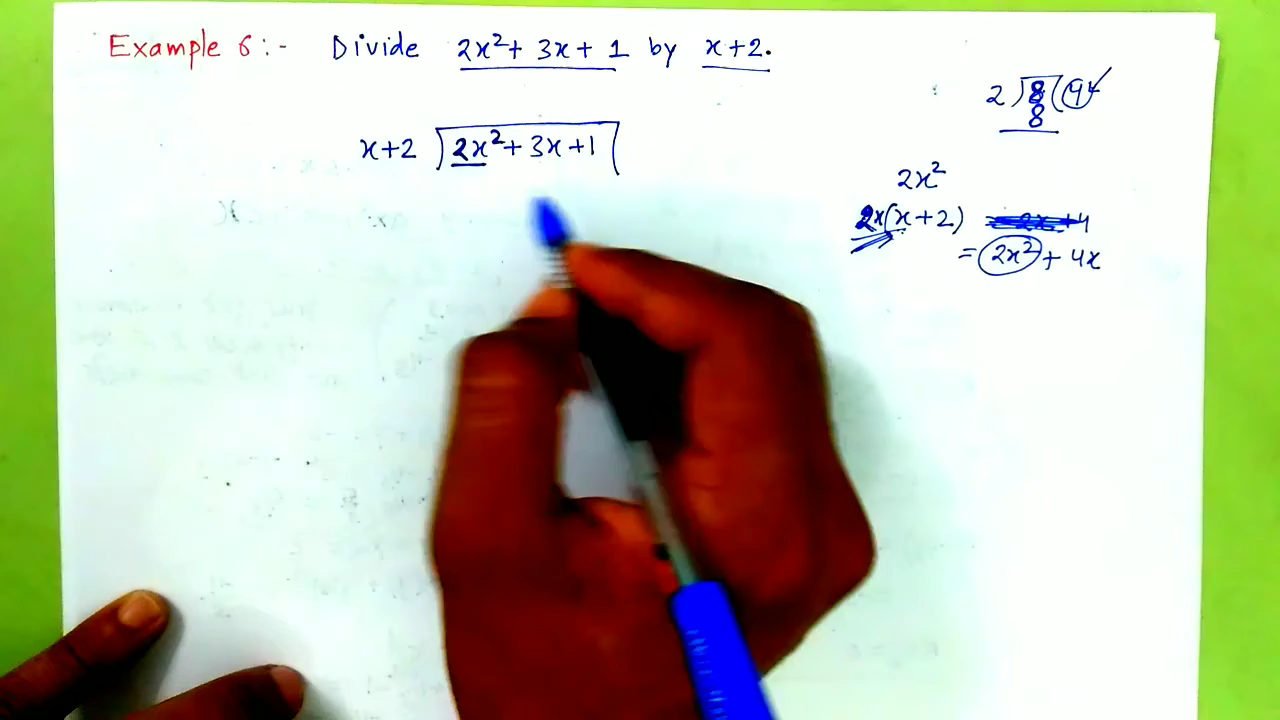 Example 6:- Divide 2x²+ 3x + 1 by x+2.
2)8(4
8
x+2)2x²+ 3x+1(
2x²
2x(x+2)
= 2x² + 4x